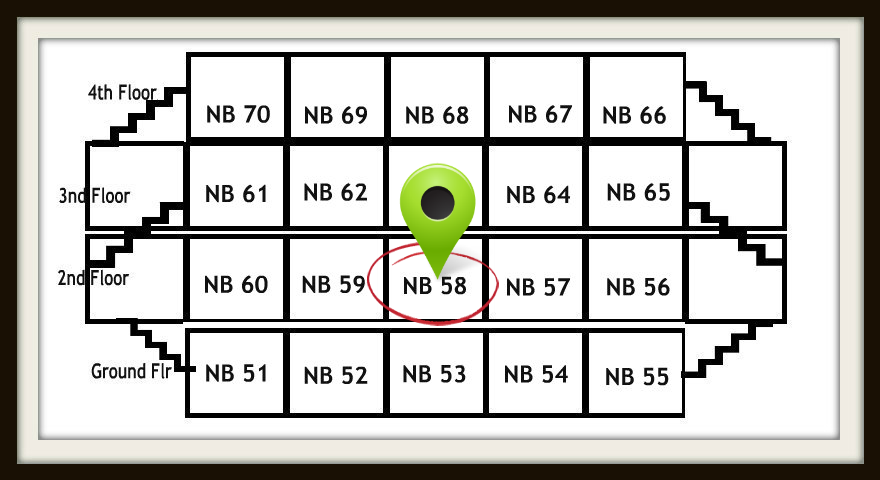 4th Floor
NB 70 NB 69 NB 68 NB 67 NB 66
3nd Floor
NB 61 NB 62 NB 64 NB 65
2nd Floor
NB 60 NB 59 NB 58 NB 57 NB 56
Ground Flr
NB 51 NB 52 NB 53 NB 54 NB 55